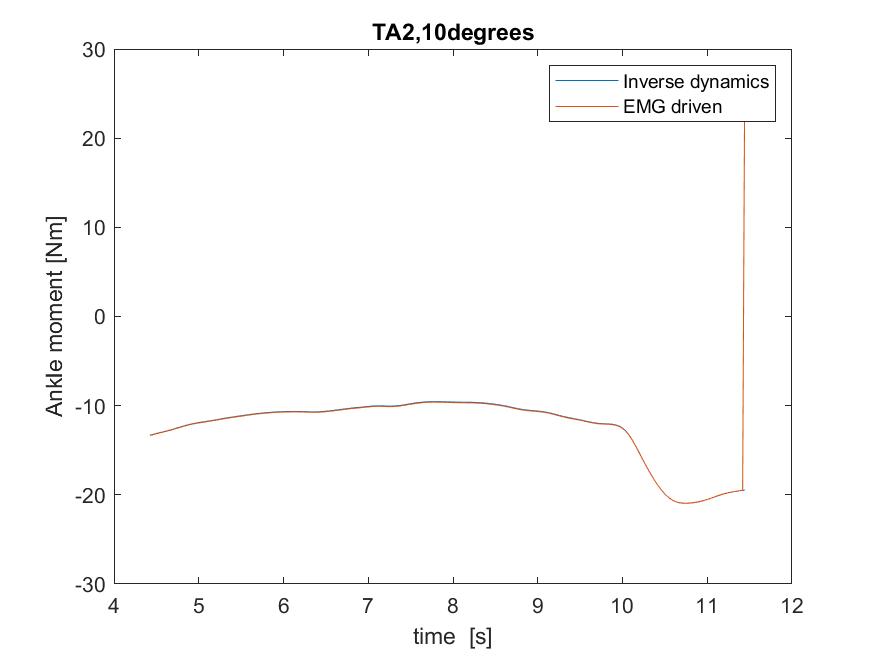 TA2,10degrees
30
20
10
0
-10
-20
-30
Ankle moment [Nm]
Inverse dynamics
EMG driven
4 5 6 7 8 9 10 11 12
time [s]